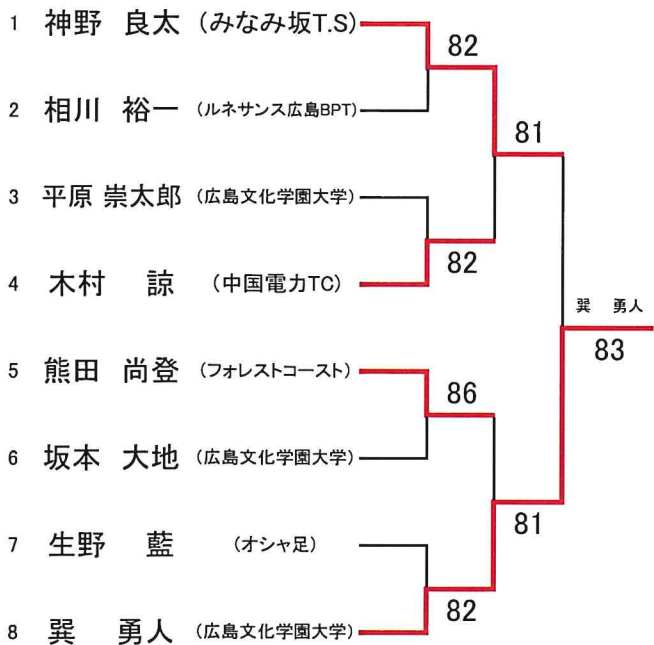 1 神野 良太 (みなみ坂T.S)
82
2 相川 裕一 (ルネサンス広島BPT)
81
3 平原 崇太郎 (広島文化学園大学)
82
4 木村 諒 (中国電力TC)
巽 勇人
83
5 熊田 尚登 (フォレストコースト)
86
6 坂本 大地 (広島文化学園大学)
81
7 生野 藍 (オシャ足)
82
8 巽 勇人 (広島文化学園大学)